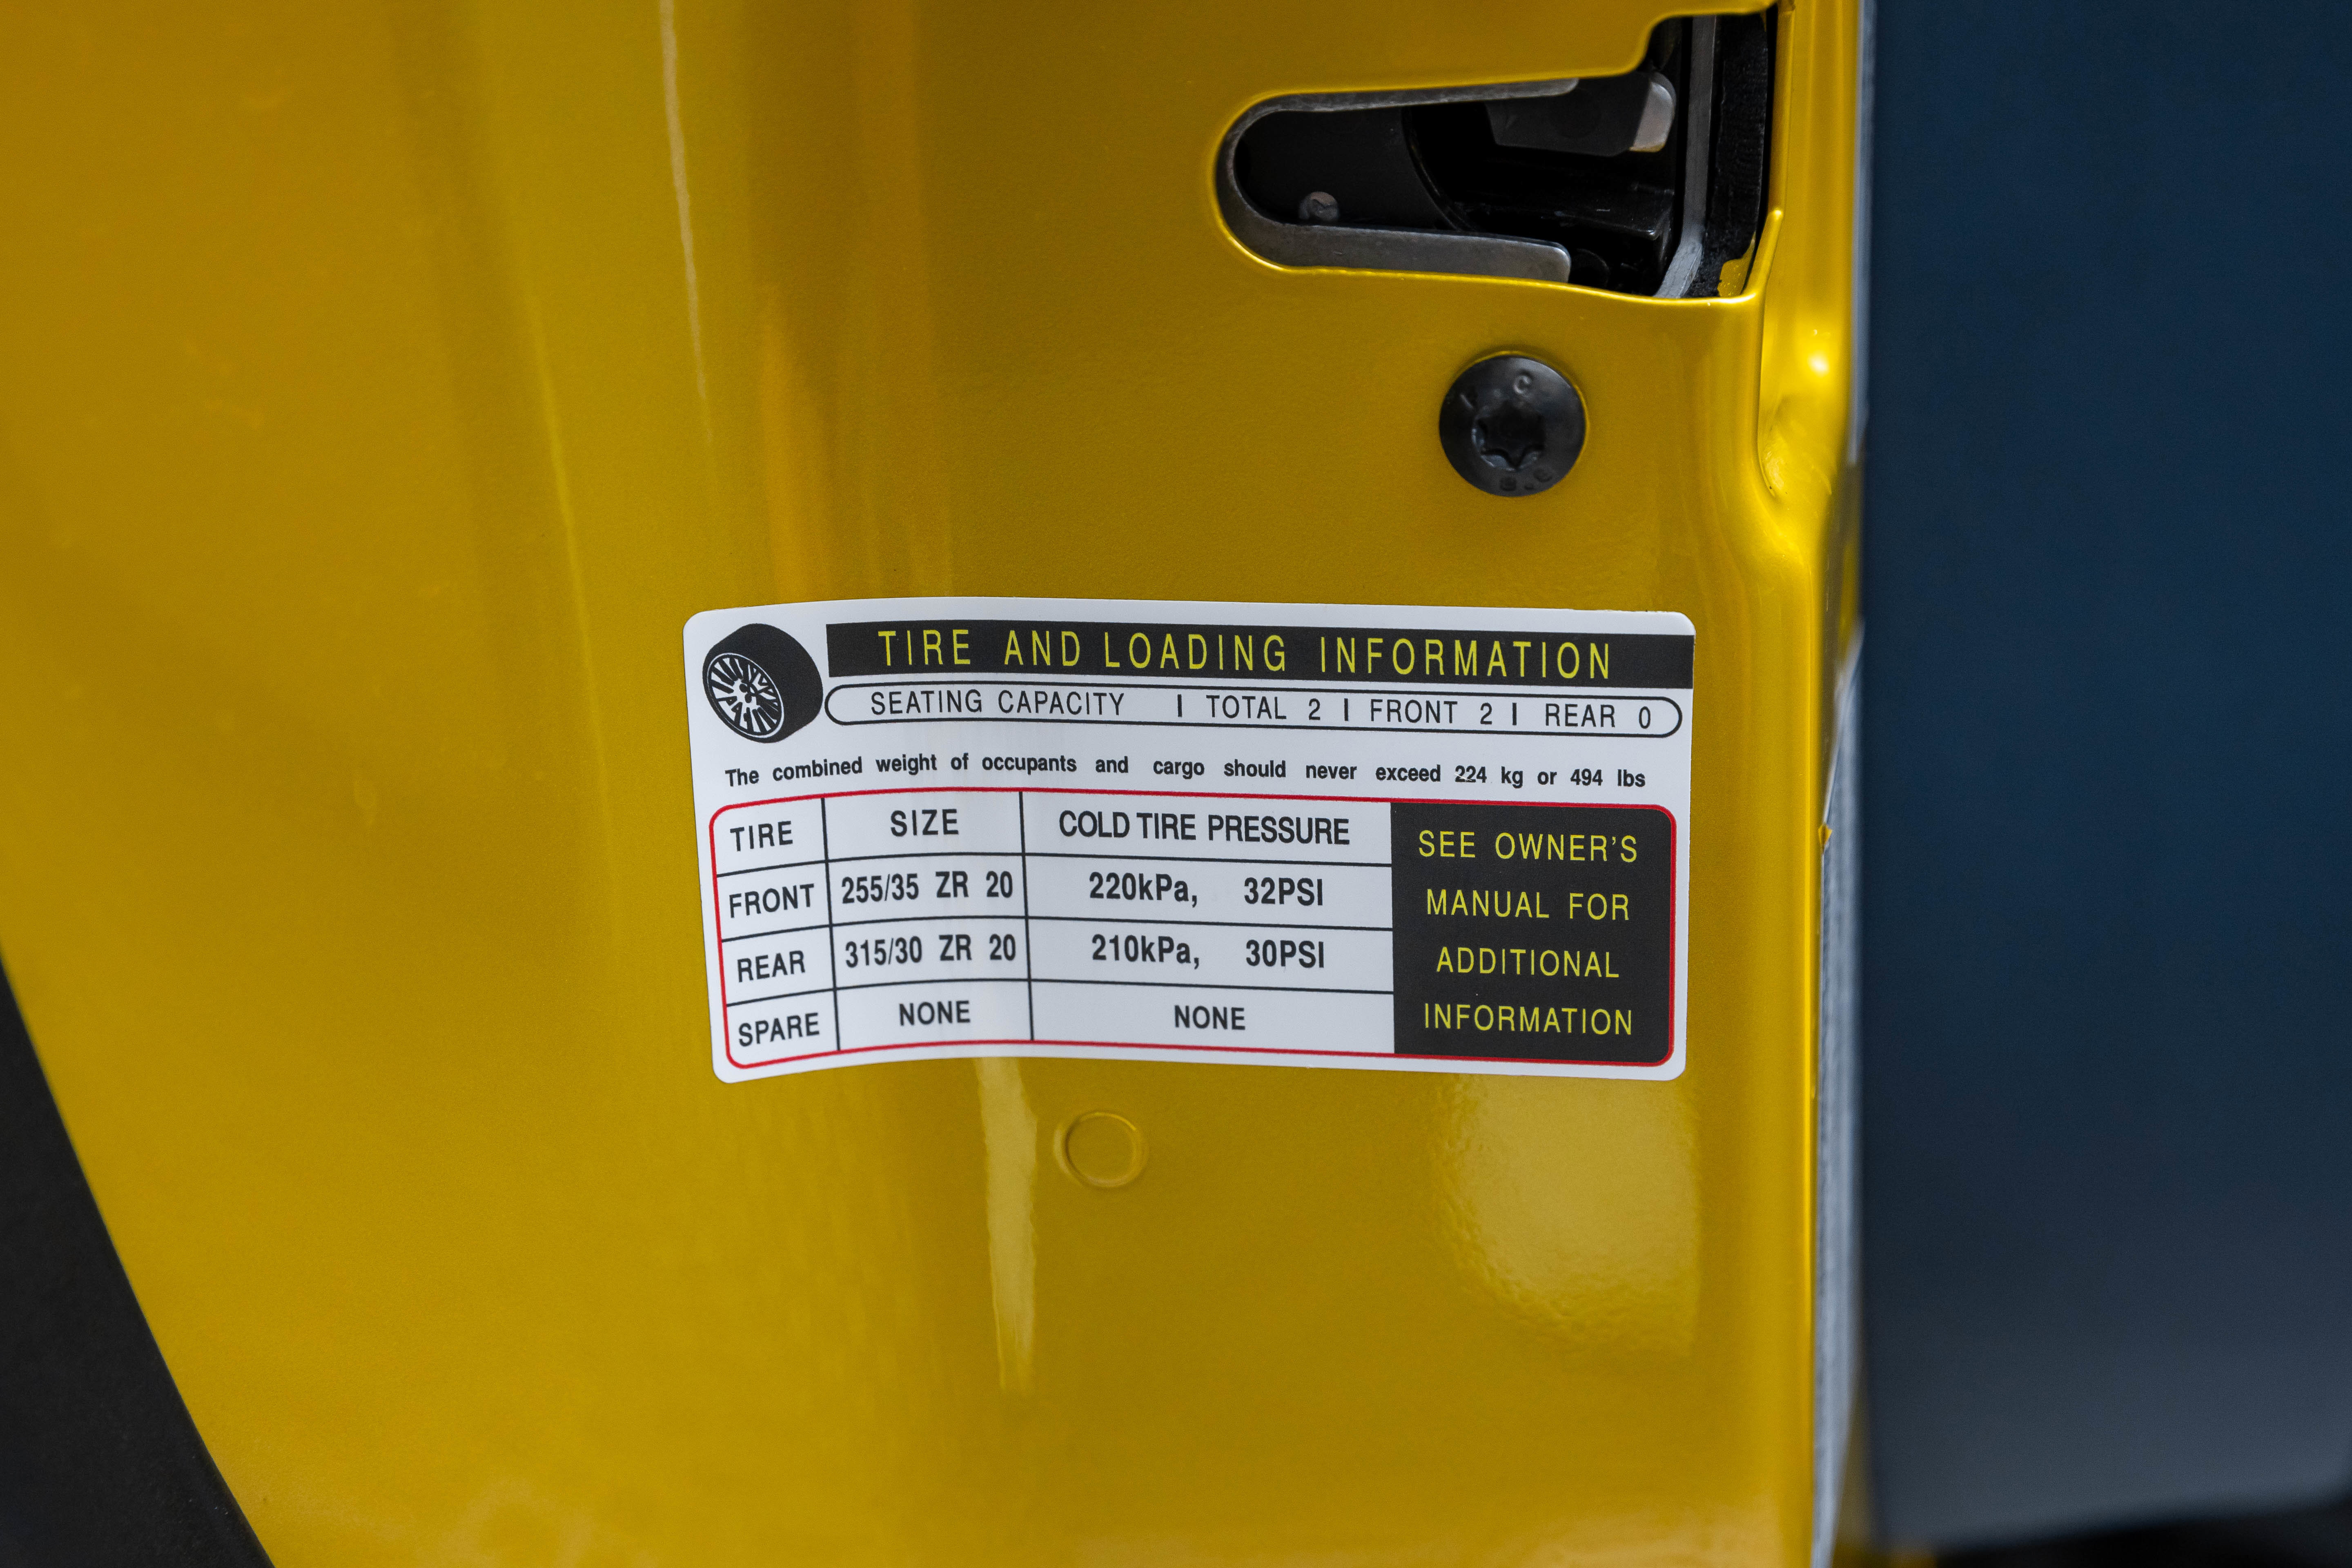 TIRE AND LOADING INFORMATION
SEATING CAPACITY | TOTAL 2 | FRONT 2 | REAR 0
The combined weight of occupants and cargo should never exceed 224 kg or 494 lbs
TIRE SIZE COLD TIRE PRESSURE
FRONT 255/35 ZR 20 220kPa, 32PSI
REAR 315/30 ZR 20 210kPa, 30PSI
SPARE NONE NONE
SEE OWNER'S
MANUAL FOR
ADDITIONAL
INFORMATION